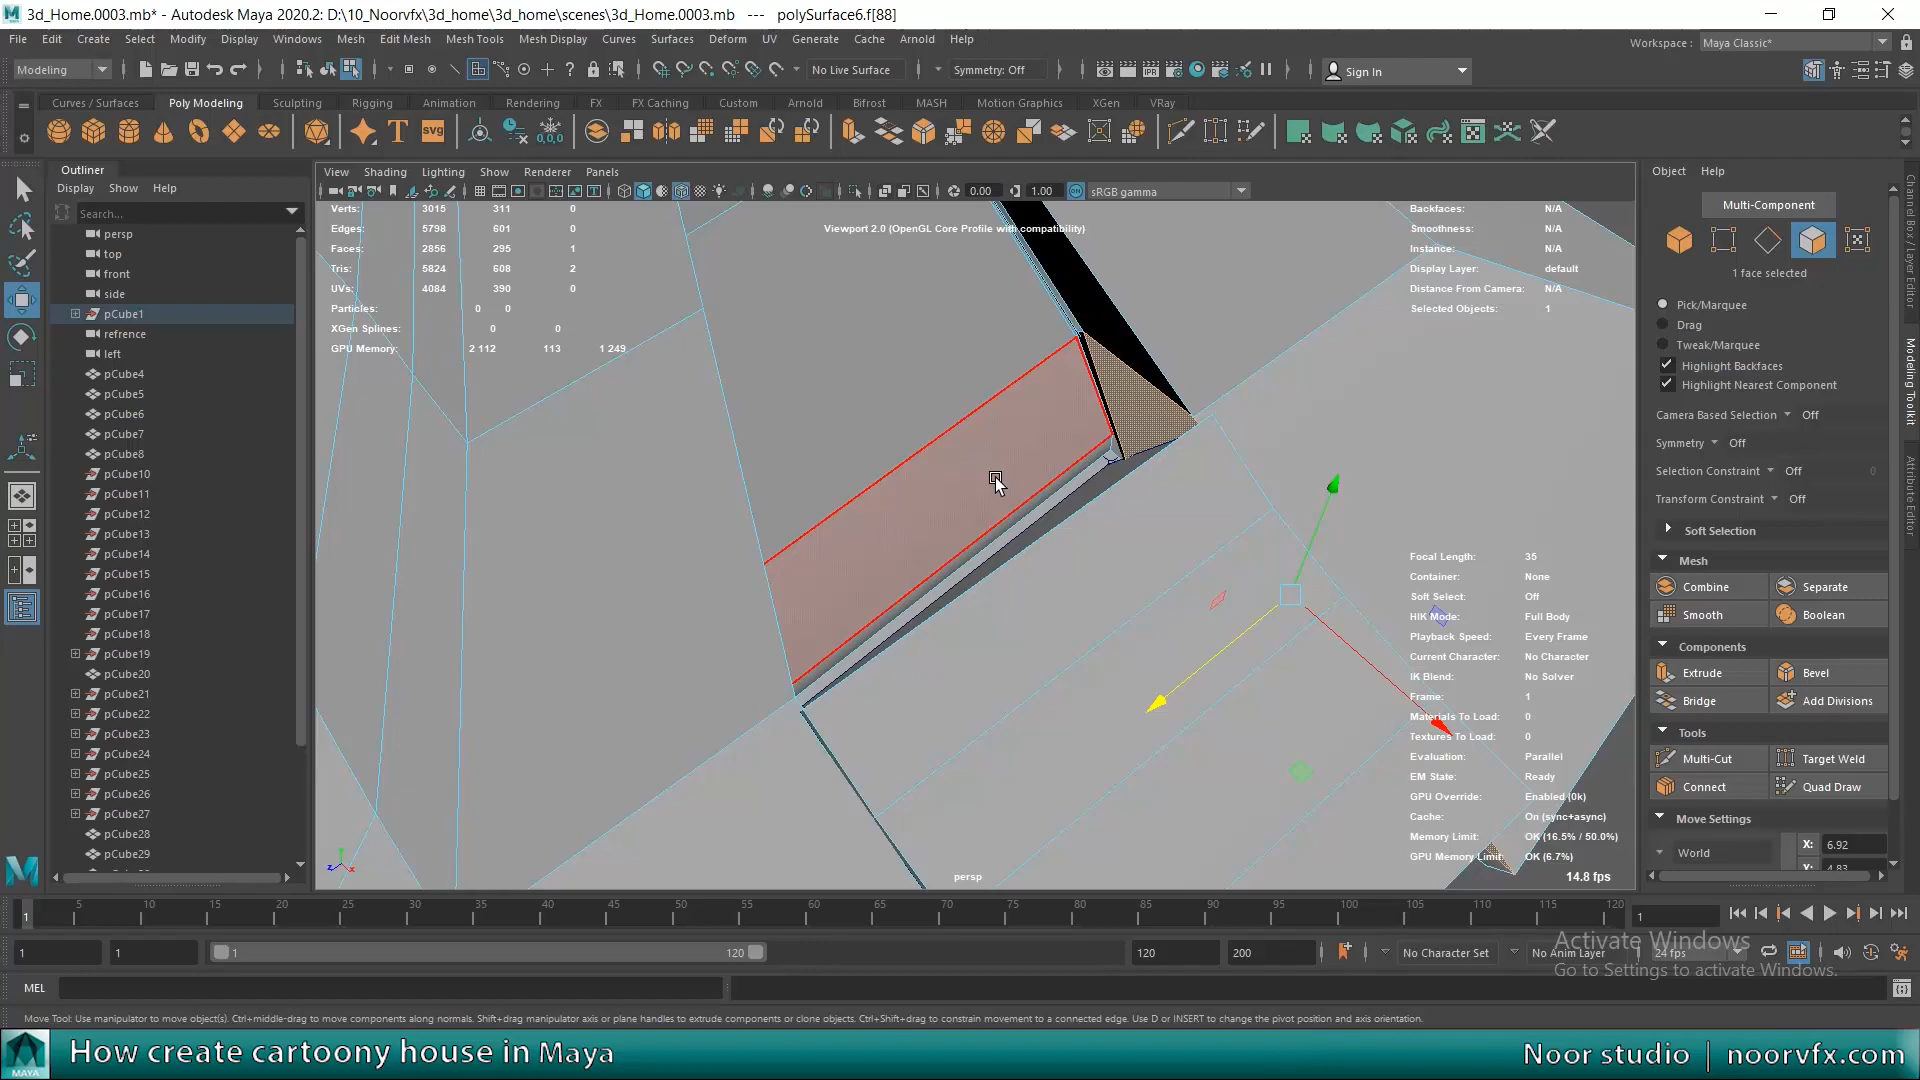 3d_Home.0003.mb* - Autodesk Maya 2020.2: D:\10_Noorvfx\3d_home\3d_home\scenes\3d_Home.0003.mb --- polySurface6.f[88]
File Edit Create Select Modify Display Windows Mesh Edit Mesh Mesh Tools Mesh Display Curves Surfaces Deform UV Generate Cache Arnold Help
Workspace : Maya Classic*
Modeling No Live Surface Symmetry: Off Sign In
Curves / Surfaces Poly Modeling Sculpting Rigging Animation Rendering FX FX Caching Custom Arnold Bifrost MASH Motion Graphics XGen VRay
Outliner
Display Show Help
Search...
persp
top
front
side
pCube1
refrence
left
pCube4
pCube5
pCube6
pCube7
pCube8
pCube10
pCube11
pCube12
pCube13
pCube14
pCube15
pCube16
pCube17
pCube18
pCube19
pCube20
pCube21
pCube22
pCube23
pCube24
pCube25
pCube26
pCube27
pCube28
pCube29
View Shading Lighting Show Renderer Panels
0.00 1.00 sRGB gamma
Verts: 3015 311 0
Edges: 5798 601 0
Faces: 2856 295 1
Tris: 5824 608 2
UVs: 4084 390 0
Particles: 0 0
XGen Splines: 0 0
GPU Memory: 2 112 113 1 249
Viewport 2.0 (OpenGL Core Profile with compatibility)
Backfaces: N/A
Smoothness: N/A
Instance: N/A
Display Layer: default
Distance From Camera: N/A
Selected Objects: 1
Focal Length: 35
Container: None
Soft Select: Off
HIK Mode: Full Body
Playback Speed: Every Frame
Current Character: No Character
IK Blend: No Solver
Frame: 1
Materials To Load: 0
Textures To Load: 0
Evaluation: Parallel
EM State: Ready
GPU Override: Enabled (0k)
Cache: On (sync+async)
Memory Limit: OK (16.5% / 50.0%)
GPU Memory Limit: OK (6.7%)
14.8 fps
persp
Object Help
Multi-Component
1 face selected
Pick/Marquee
Drag
Tweak/Marquee
Highlight Backfaces
Highlight Nearest Component
Camera Based Selection Off
Symmetry Off
Selection Constraint Off 0
Transform Constraint Off
Soft Selection
Mesh
Combine Separate
Smooth Boolean
Components
Extrude Bevel
Bridge Add Divisions
Tools
Multi-Cut Target Weld
Connect Quad Draw
Move Settings
World X: 6.92
Y: 4.83
Channel Box / Layer Editor
Modeling Toolkit
Attribute Editor
1 5 10 15 20 25 30 35 40 45 50 55 60 65 70 75 80 85 90 95 100 105 110 115 120
1
1 1 1 120 120 200 No Character Set No Anim Layer 24 fps
Activate Windows
Go to Settings to activate Windows.
MEL
Move Tool: Use manipulator to move object(s). Ctrl+middle-drag to move components along normals. Shift+drag manipulator axis or plane handles to extrude components or clone objects. Ctrl+Shift+drag to constrain movement to a connected edge. Use D or INSERT to change the pivot position and axis orientation.
MAYA
How create cartoony house in Maya
Noor studio | noorvfx.com